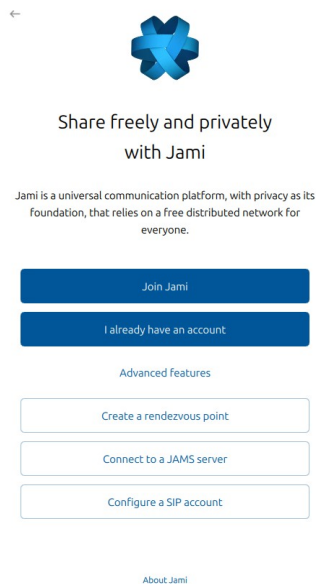 Share freely and privately
with Jami
Jami is a universal communication platform, with privacy as its
foundation, that relies on a free distributed network for
everyone.
Join Jami
I already have an account
Advanced features
Create a rendezvous point
Connect to a JAMS server
Configure a SIP account
About Jami